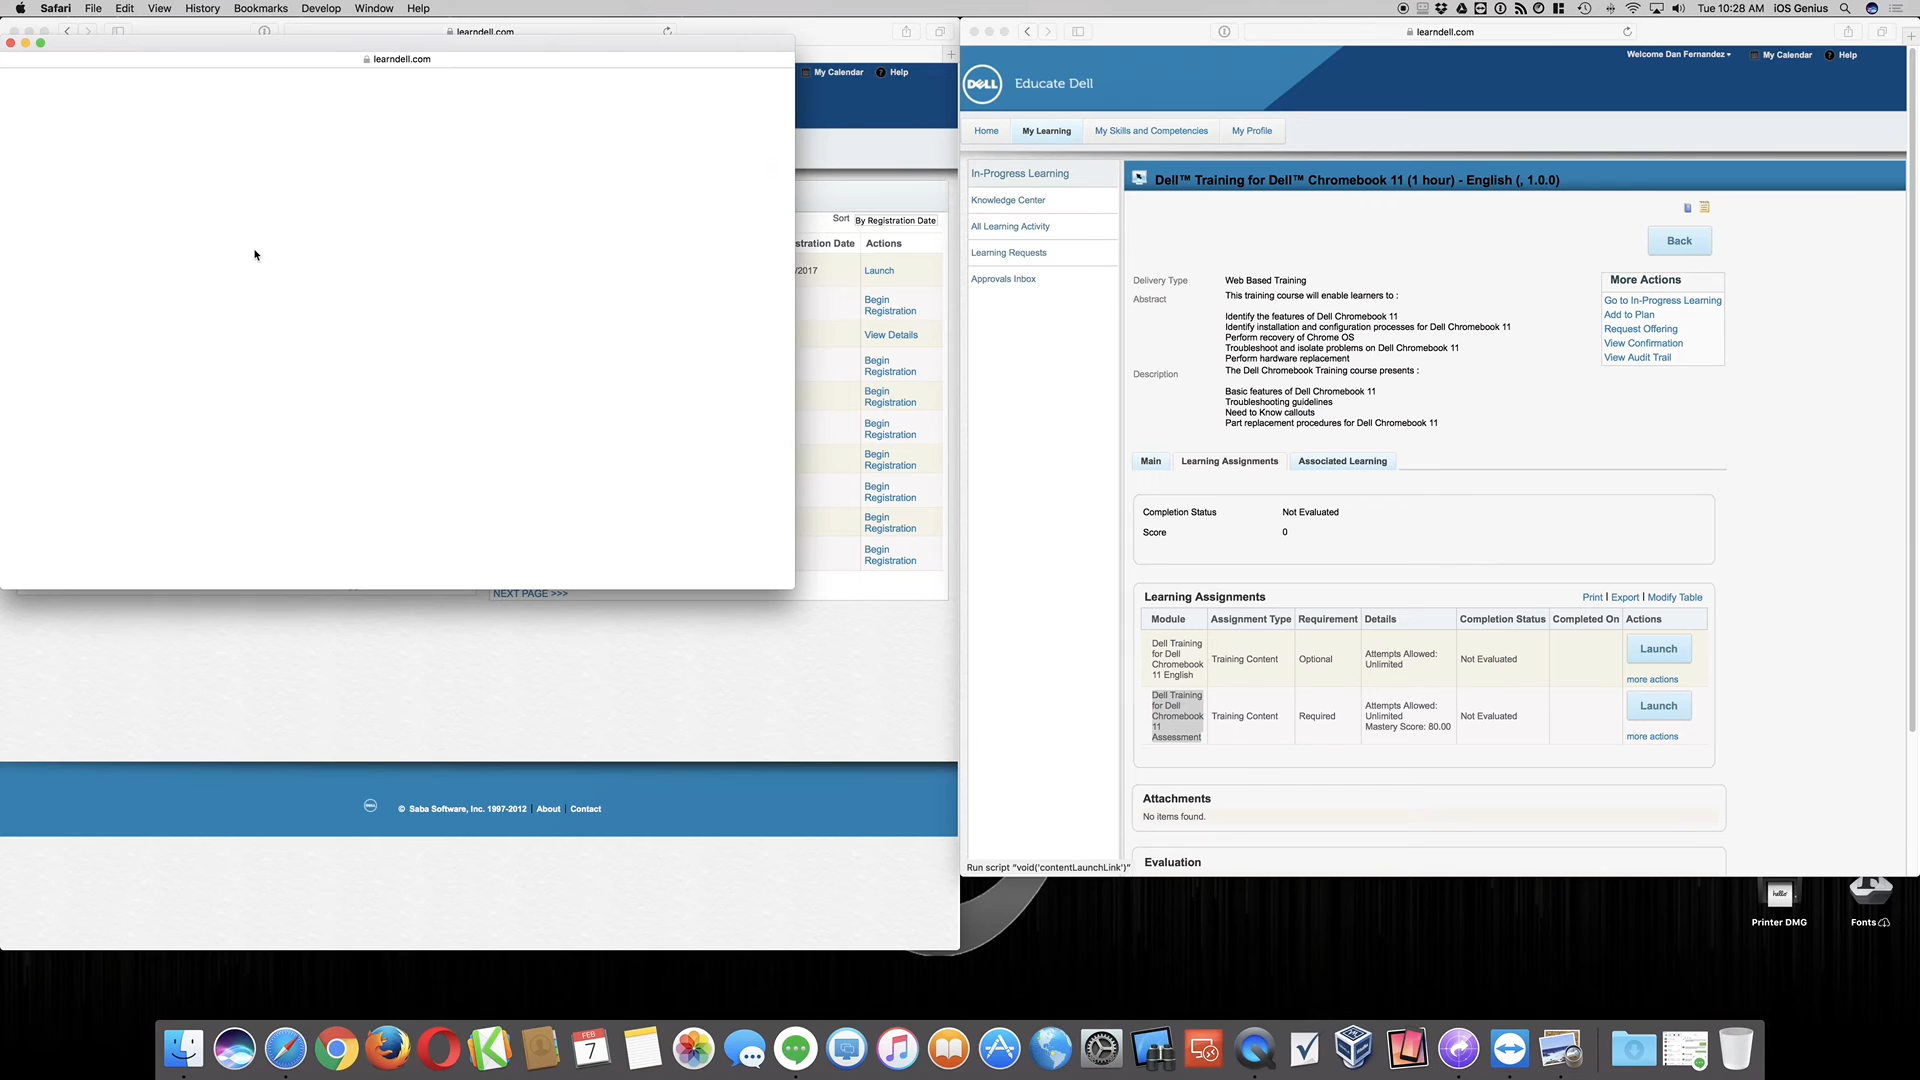 Safari File Edit View History Bookmarks Develop Window Help
Tue 10:28 AM iOS Genius
learndell.com
learndell.com
My Calendar Help
Sort By Registration Date
stration Date Actions
/2017 Launch
Begin
Registration
View Details
Begin
Registration
Begin
Registration
Begin
Registration
Begin
Registration
Begin
Registration
Begin
Registration
Begin
Registration
NEXT PAGE >>>
© Saba Software, Inc. 1997-2012 | About | Contact
learndell.com
Welcome Dan Fernandez My Calendar Help
DELL Educate Dell
Home My Learning My Skills and Competencies My Profile
In-Progress Learning
Knowledge Center
All Learning Activity
Learning Requests
Approvals Inbox
Dell™ Training for Dell™ Chromebook 11 (1 hour) - English (, 1.0.0)
Back
Delivery Type Web Based Training
Abstract This training course will enable learners to :
Identify the features of Dell Chromebook 11
Identify installation and configuration processes for Dell Chromebook 11
Perform recovery of Chrome OS
Troubleshoot and isolate problems on Dell Chromebook 11
Perform hardware replacement
Description The Dell Chromebook Training course presents :
Basic features of Dell Chromebook 11
Troubleshooting guidelines
Need to Know callouts
Part replacement procedures for Dell Chromebook 11
More Actions
Go to In-Progress Learning
Add to Plan
Request Offering
View Confirmation
View Audit Trail
Main Learning Assignments Associated Learning
Completion Status Not Evaluated
Score 0
Learning Assignments Print | Export | Modify Table
Module Assignment Type Requirement Details Completion Status Completed On Actions
Dell Training
for Dell
Chromebook
11 English
Training Content Optional
Attempts Allowed:
Unlimited
Not Evaluated
Launch
more actions
Dell Training
for Dell
Chromebook
11
Assessment
Training Content Required
Attempts Allowed:
Unlimited
Mastery Score: 80.00
Not Evaluated
Launch
more actions
Attachments
No items found.
Evaluation
Run script "void('contentLaunchLink')"
hello
Printer DMG Fonts
FEB
7